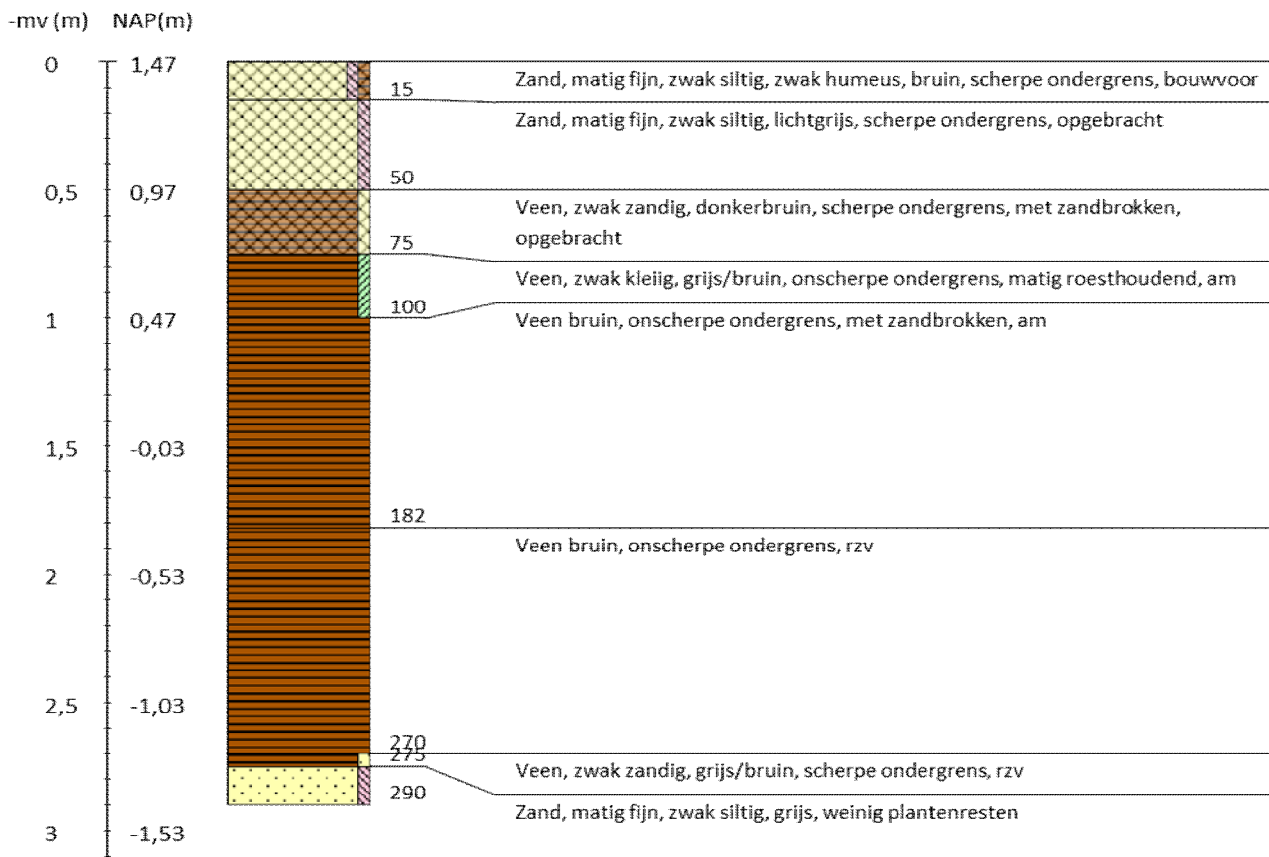 -mv (m) NAP(m)
0 1,47
Zand, matig fijn, zwak siltig, zwak humeus, bruin, scherpe ondergrens, bouwvoor
15
Zand, matig fijn, zwak siltig, lichtgrijs, scherpe ondergrens, opgebracht
50
0,5 0,97
Veen, zwak zandig, donkerbruin, scherpe ondergrens, met zandbrokken,
opgebracht
75
Veen, zwak kleiig, grijs/bruin, onscherpe ondergrens, matig roesthoudend, am
100
1 0,47
Veen bruin, onscherpe ondergrens, met zandbrokken, am
1,5 -0,03
182
Veen bruin, onscherpe ondergrens, rzv
2 -0,53
2,5 -1,03
270
275
Veen, zwak zandig, grijs/bruin, scherpe ondergrens, rzv
290
Zand, matig fijn, zwak siltig, grijs, weinig plantenresten
3 -1,53